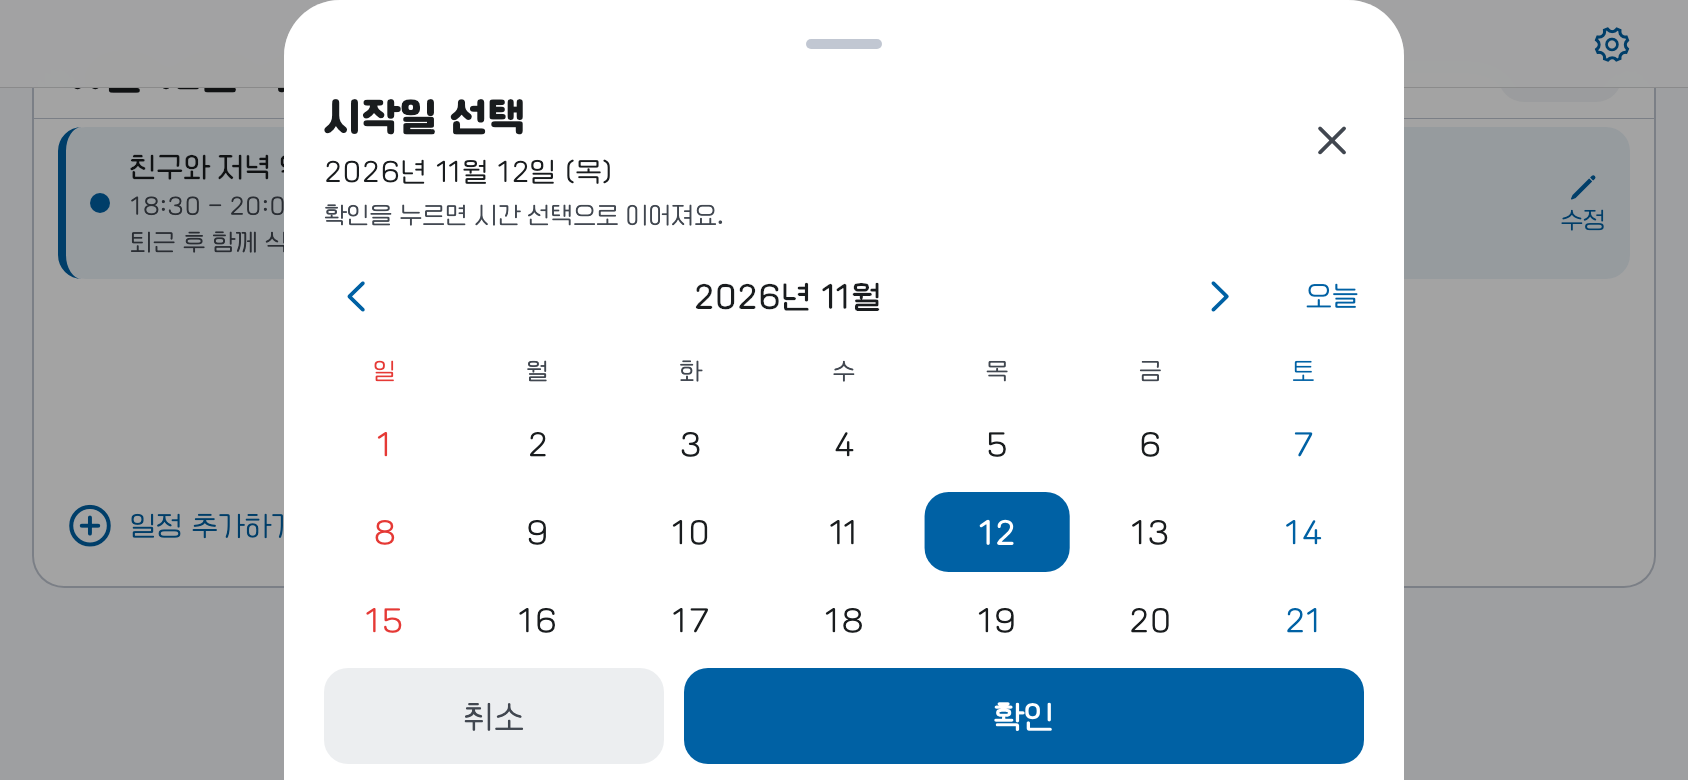 시작일 선택
2026년 11월 12일 (목)
확인을 누르면 시간 선택으로 이어져요.
친구와 저녁
18:30 – 20:0
퇴근 후 함께 식
수정
2026년 11월
오늘
일 월 화 수 목 금 토
1 2 3 4 5 6 7
8 9 10 11 12 13 14
15 16 17 18 19 20 21
일정 추가하기
취소
확인